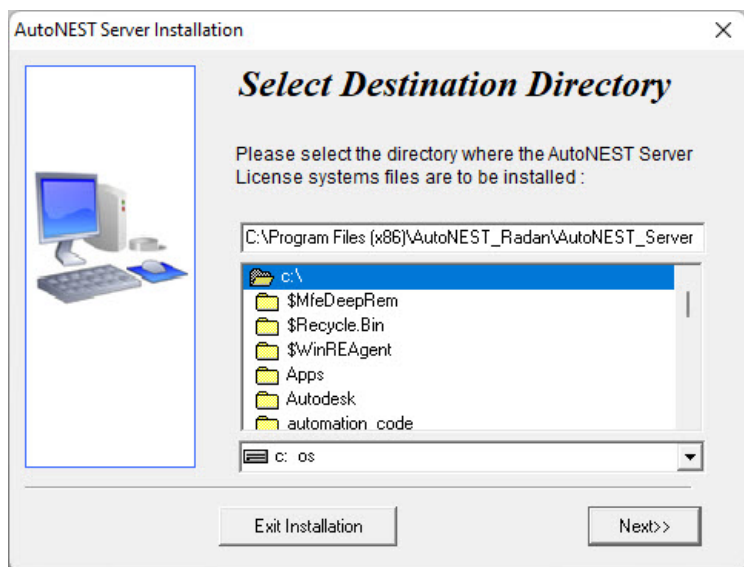 AutoNEST Server Installation
Select Destination Directory
Please select the directory where the AutoNEST Server
License systems files are to be installed :
C:\Program Files (x86)\AutoNEST_Radan\AutoNEST_Server
c:\
$MfeDeepRem
$Recycle.Bin
$WinREAgent
Apps
Autodesk
automation_code
c: os
Exit Installation
Next>>